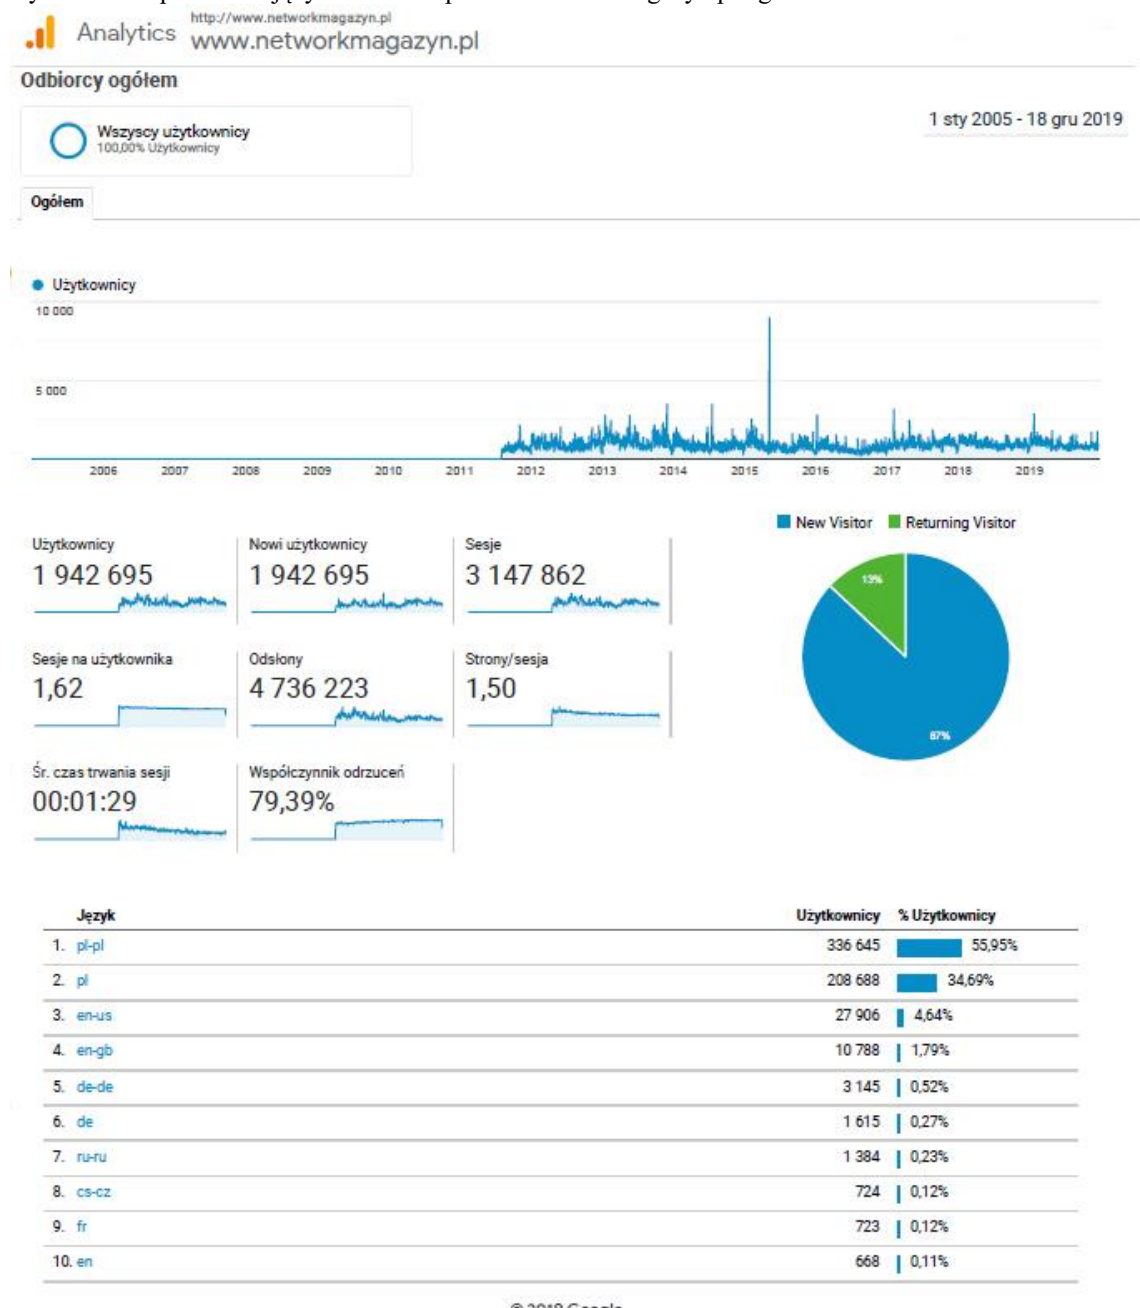 http://www.networkmagazyn.pl
Analytics www.networkmagazyn.pl
Odbiorcy ogółem
Wszyscy użytkownicy
100,00% Użytkownicy
1 sty 2005 - 18 gru 2019
Ogółem
Użytkownicy
10 000
5 000
2006 2007 2008 2009 2010 2011 2012 2013 2014 2015 2016 2017 2018 2019
New Visitor Returning Visitor
Użytkownicy Nowi użytkownicy Sesje
1 942 695 1 942 695 3 147 862
13%
87%
Sesje na użytkownika Odsłony Strony/sesja
1,62 4 736 223 1,50
Śr. czas trwania sesji Współczynnik odrzuceń
00:01:29 79,39%
Język Użytkownicy % Użytkownicy
1. pl-pl 336 645 55,95%
2. pl 208 688 34,69%
3. en-us 27 906 4,64%
4. en-gb 10 788 1,79%
5. de-de 3 145 0,52%
6. de 1 615 0,27%
7. ru-ru 1 384 0,23%
8. cs-cz 724 0,12%
9. fr 723 0,12%
10. en 668 0,11%